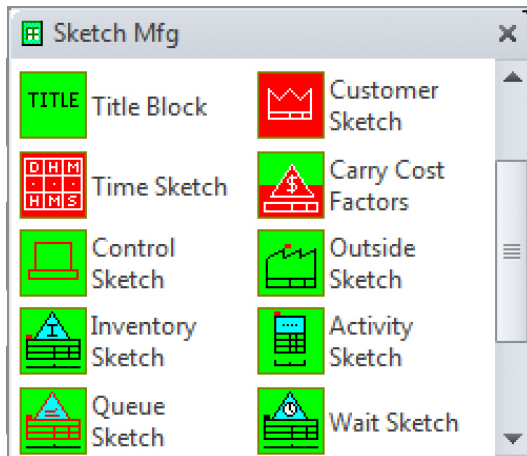 Sketch Mfg
TITLE Title Block
Customer
Sketch
D H M
H M S
Time Sketch
$
Carry Cost
Factors
Control
Sketch
Outside
Sketch
I
Inventory
Sketch
Activity
Sketch
Queue
Sketch
Wait Sketch